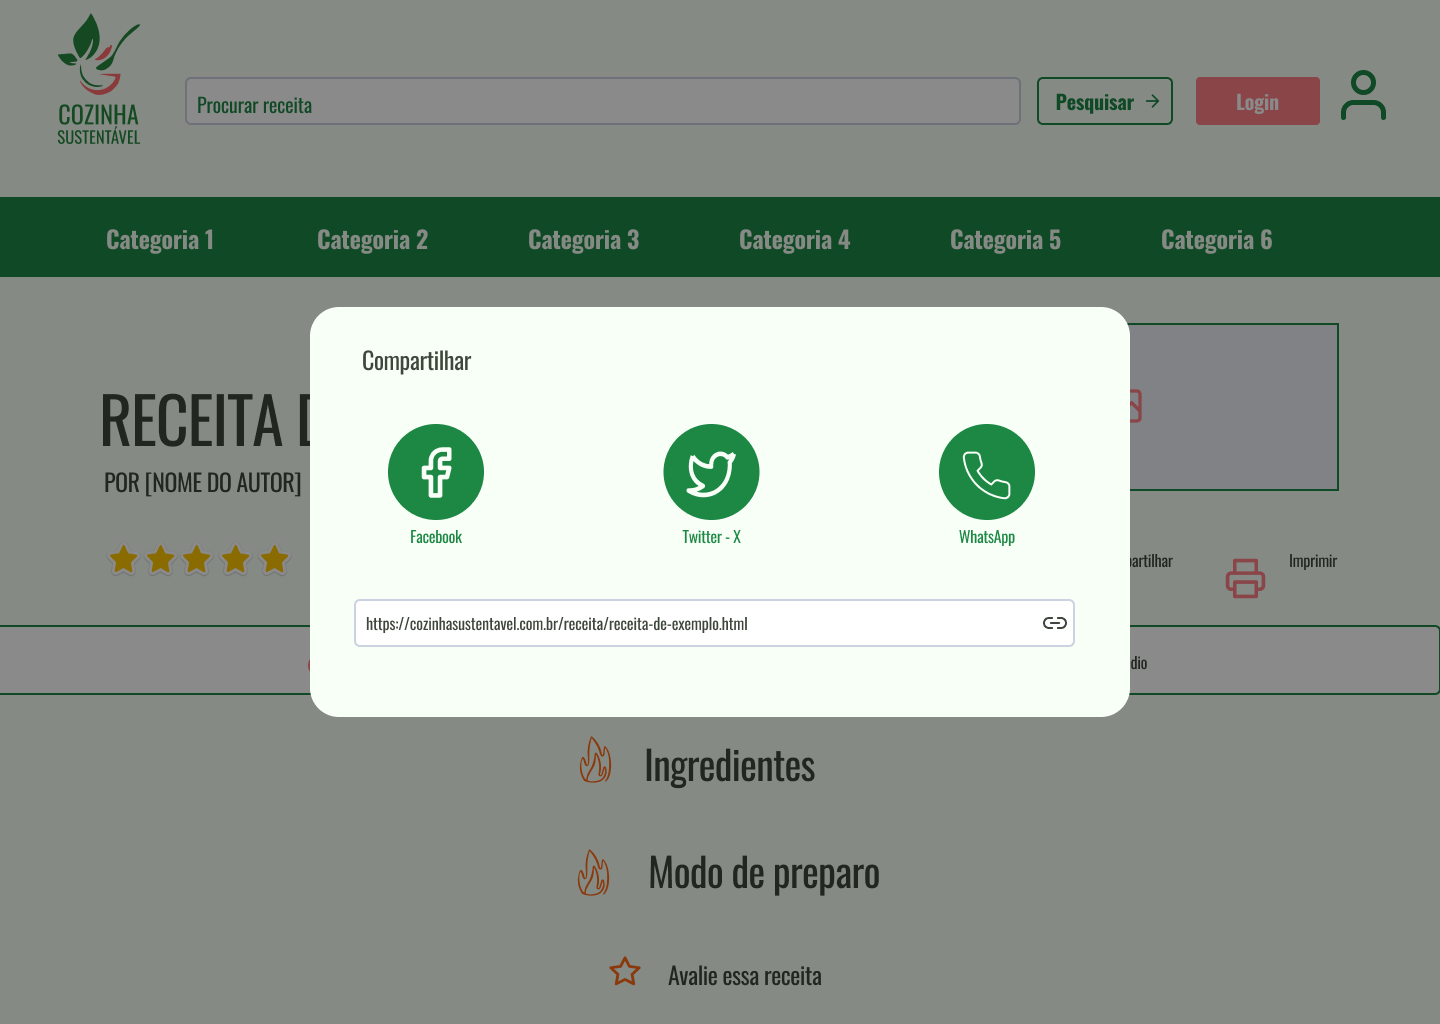 COZINHA
SUSTENTÁVEL
Procurar receita
Pesquisar
Login
Categoria 1
Categoria 2
Categoria 3
Categoria 4
Categoria 5
Categoria 6
Compartilhar
RECEITA
POR [NOME DO AUTOR]
Facebook
Twitter - X
WhatsApp
artilhar
Imprimir
https://cozinhasustentavel.com.br/receita/receita-de-exemplo.html
dio
Ingredientes
Modo de preparo
Avalie essa receita